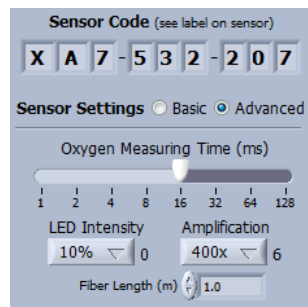 Sensor Code (see label on sensor)
X A 7 - 5 3 2 - 2 0 7
Sensor Settings Basic Advanced
Oxygen Measuring Time (ms)
1 2 4 8 16 32 64 128
LED Intensity Amplification
10% 0 400x 6
Fiber Length (m) 1.0